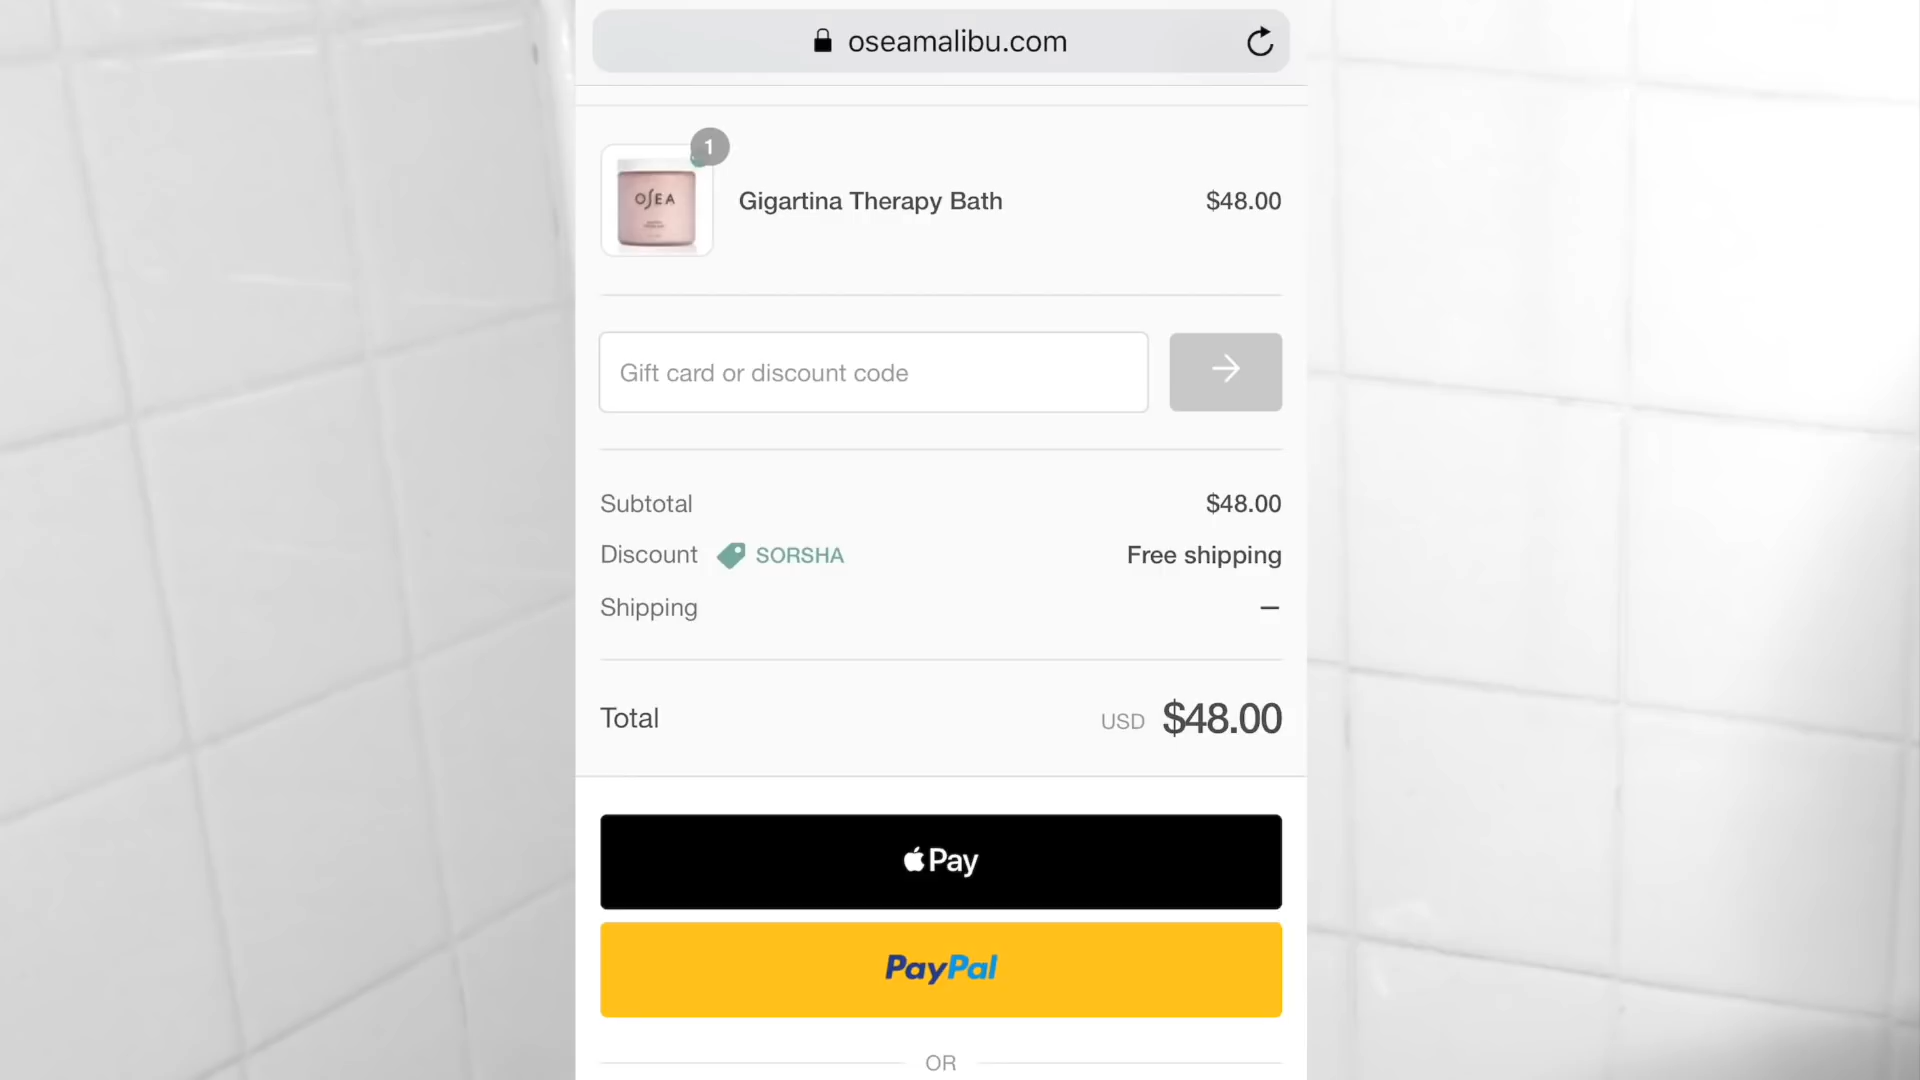 oseamalibu.com
1
OSEA
Gigartina Therapy Bath $48.00
Gift card or discount code
Subtotal $48.00
Discount SORSHA Free shipping
Shipping —
Total USD $48.00
Pay
PayPal
OR